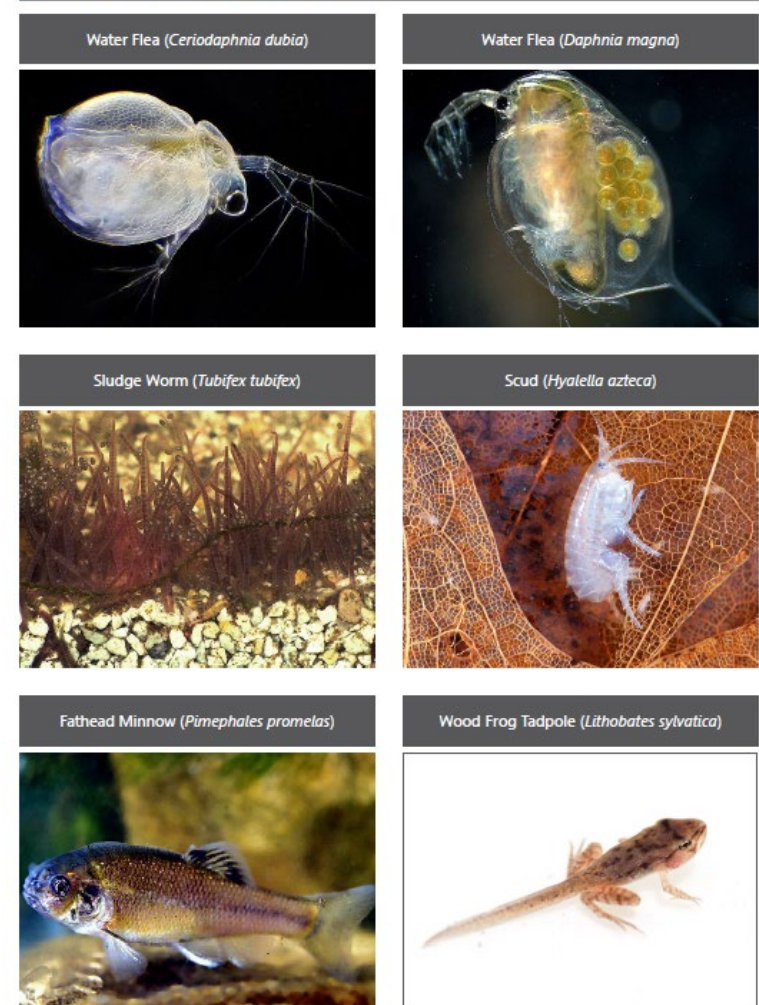 Water Flea (Ceriodaphnia dubia)
Water Flea (Daphnia magna)
Sludge Worm (Tubifex tubifex)
Scud (Hyalella azteca)
Fathead Minnow (Pimephales promelas)
Wood Frog Tadpole (Lithobates sylvatica)